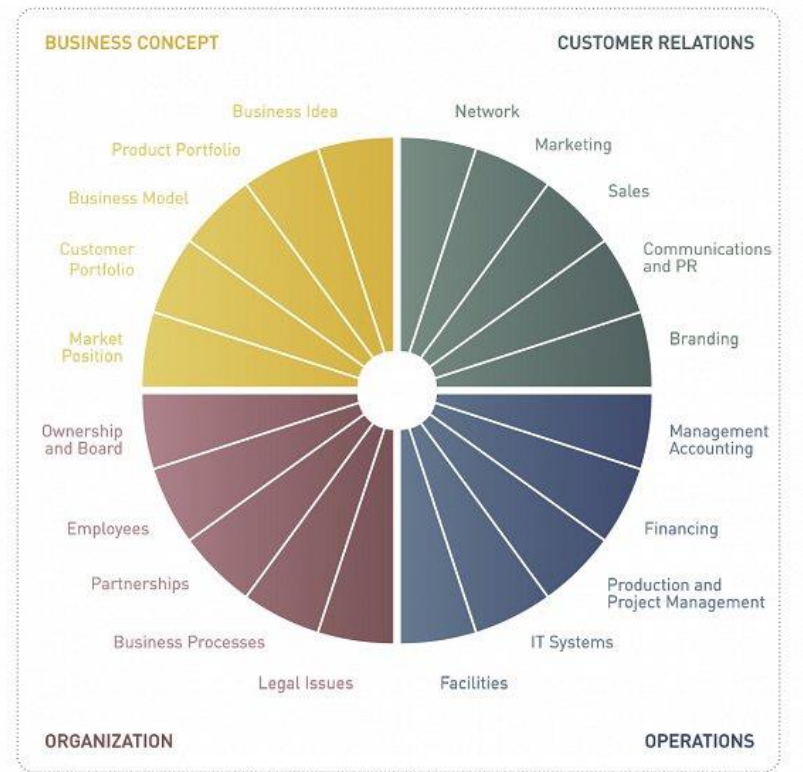 BUSINESS CONCEPT
CUSTOMER RELATIONS
Business Idea
Product Portfolio
Business Model
Customer
Portfolio
Market
Position
Network
Marketing
Sales
Communications
and PR
Branding
Ownership
and Board
Employees
Partnerships
Business Processes
Legal Issues
Management
Accounting
Financing
Production and
Project Management
IT Systems
Facilities
ORGANIZATION
OPERATIONS